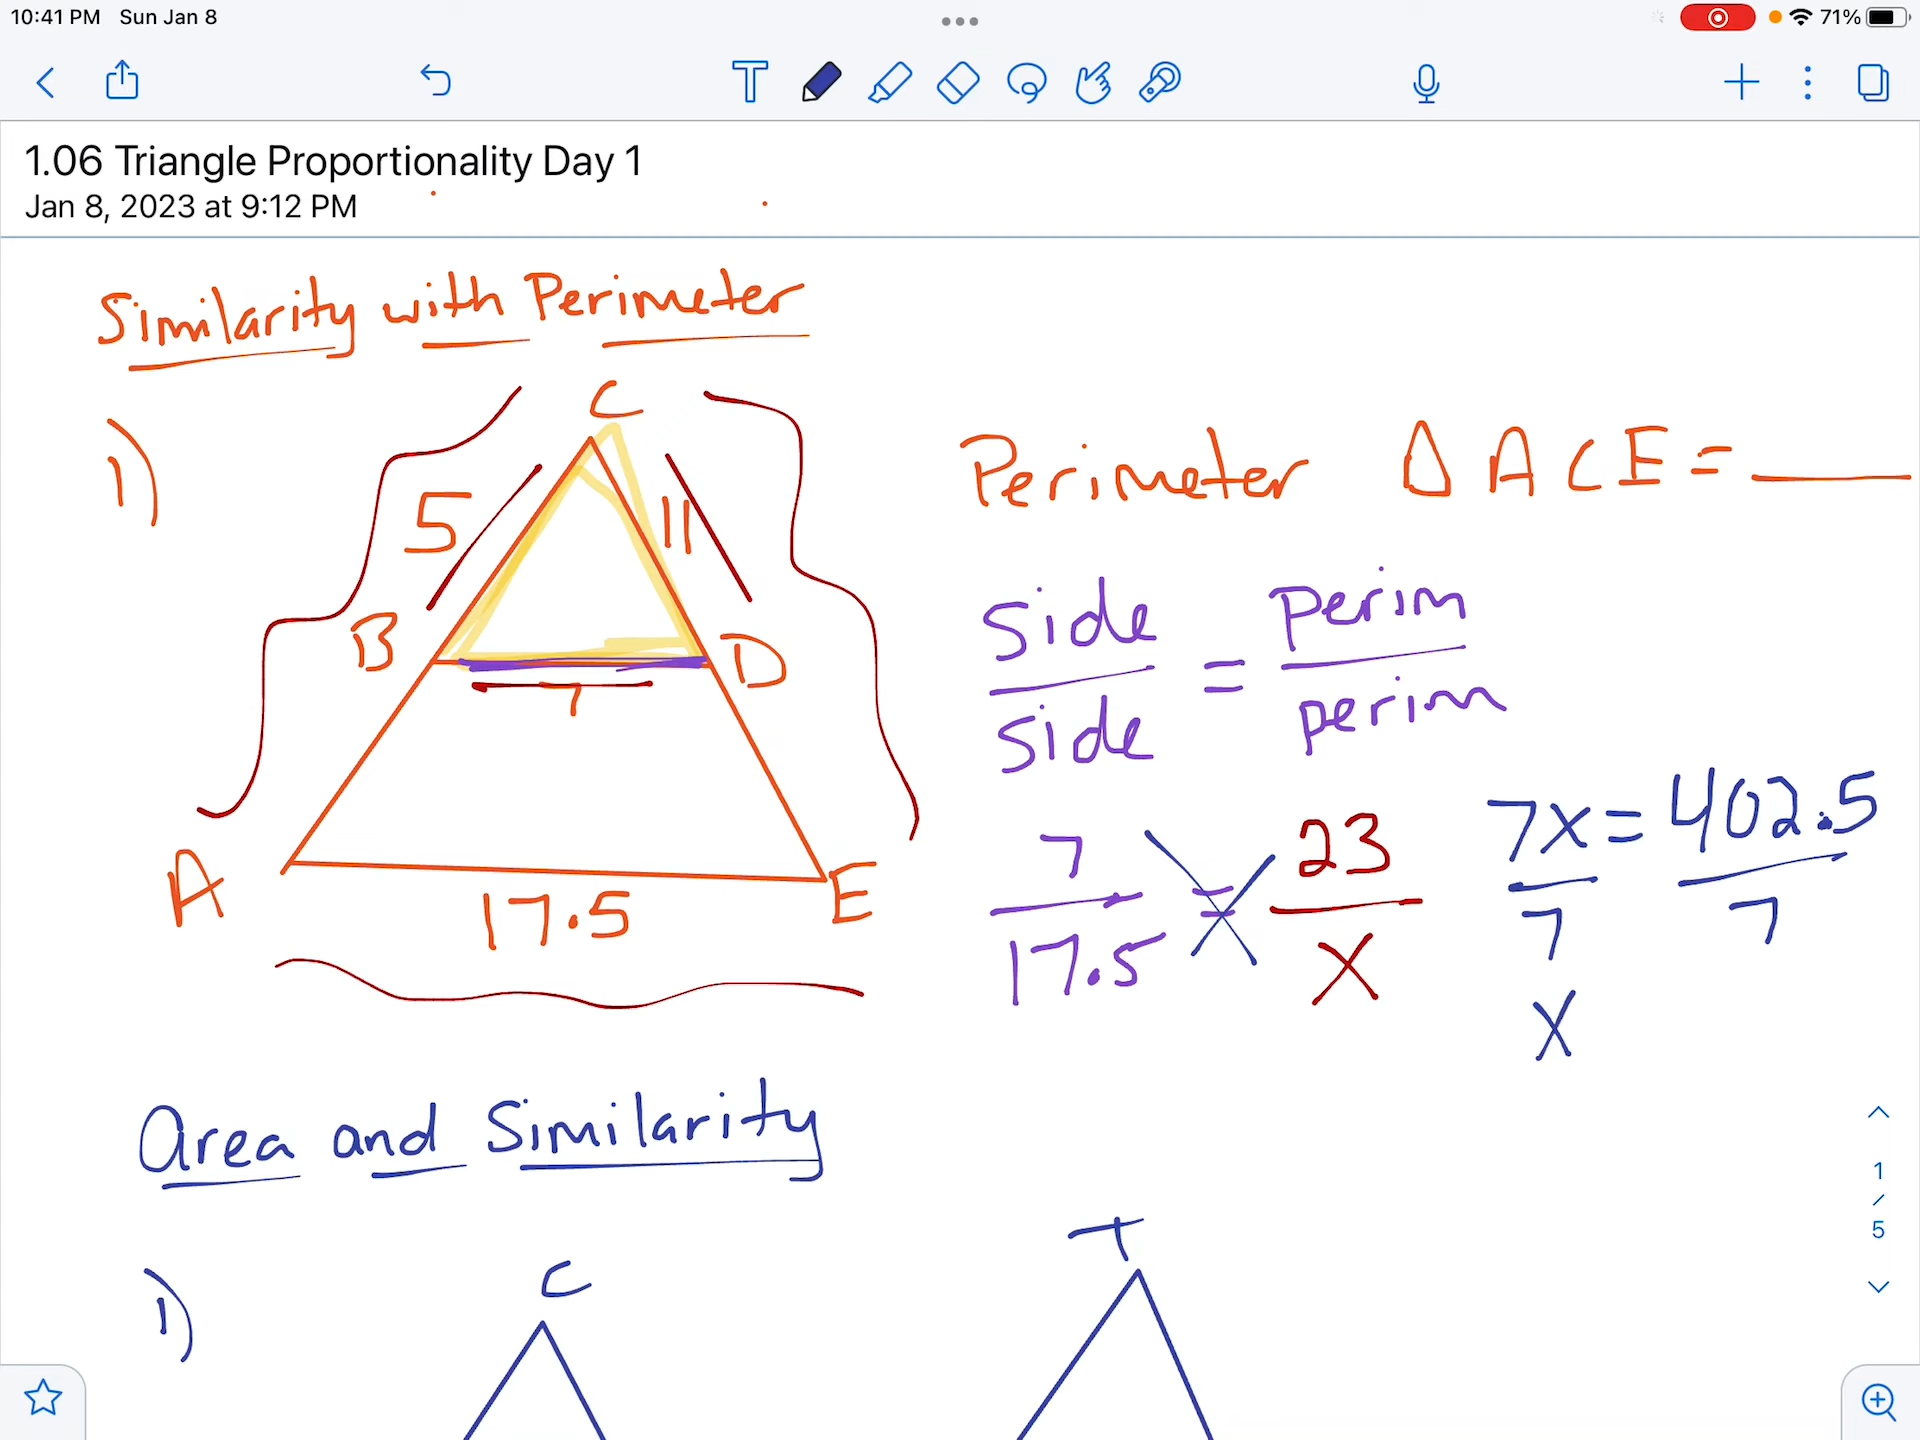 10:41 PM Sun Jan 8
71%
1.06 Triangle Proportionality Day 1
Jan 8, 2023 at 9:12 PM
Similarity with Perimeter
1)
C
5
11
B
D
7
A
E
17.5
Perimeter Δ ACE = ____
side/side = Perim/perim
7/17.5 = 23/x
7x/7 = 402.5/7
x
Area and Similarity
1)
C
T
1
/
5